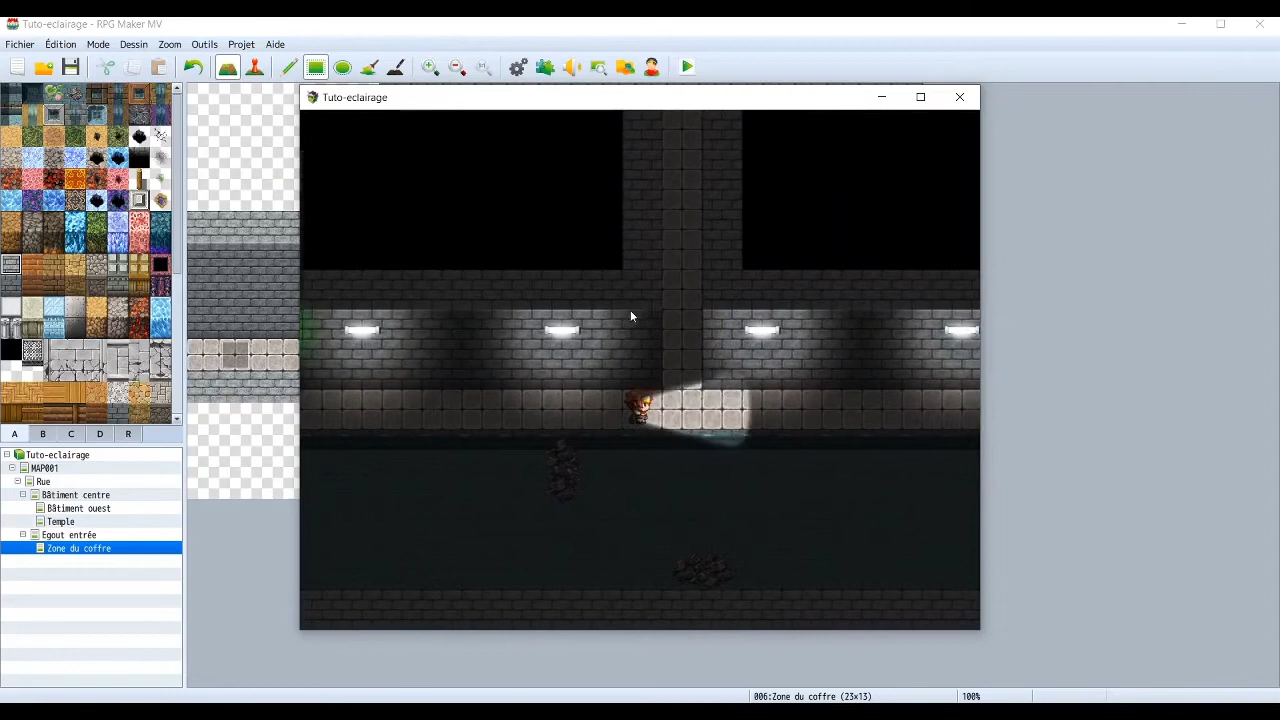 Tuto-eclairage - RPG Maker MV
Fichier Édition Mode Dessin Zoom Outils Projet Aide
Tuto-eclairage
A B C D R
Tuto-eclairage
MAP001
Rue
Bâtiment centre
Bâtiment ouest
Temple
Egout entrée
Zone du coffre
006:Zone du coffre (23x13) 100%